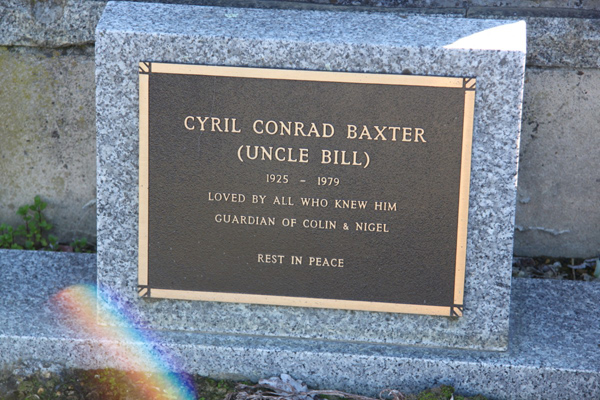 CYRIL CONRAD BAXTER
(UNCLE BILL)
1925 - 1979
LOVED BY ALL WHO KNEW HIM
GUARDIAN OF COLIN & NIGEL
REST IN PEACE